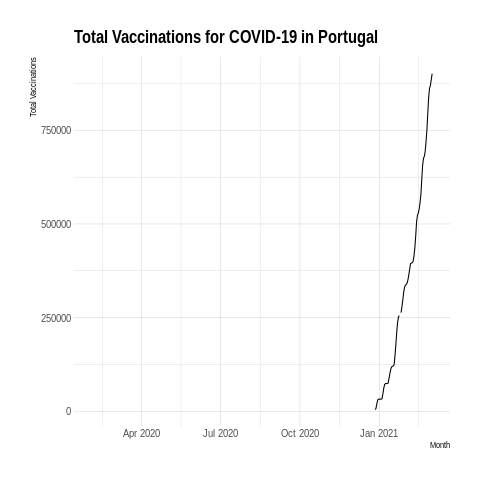 Total Vaccinations for COVID-19 in Portugal
Total Vaccinations
750000
500000
250000
0
Apr 2020 Jul 2020 Oct 2020 Jan 2021
Month